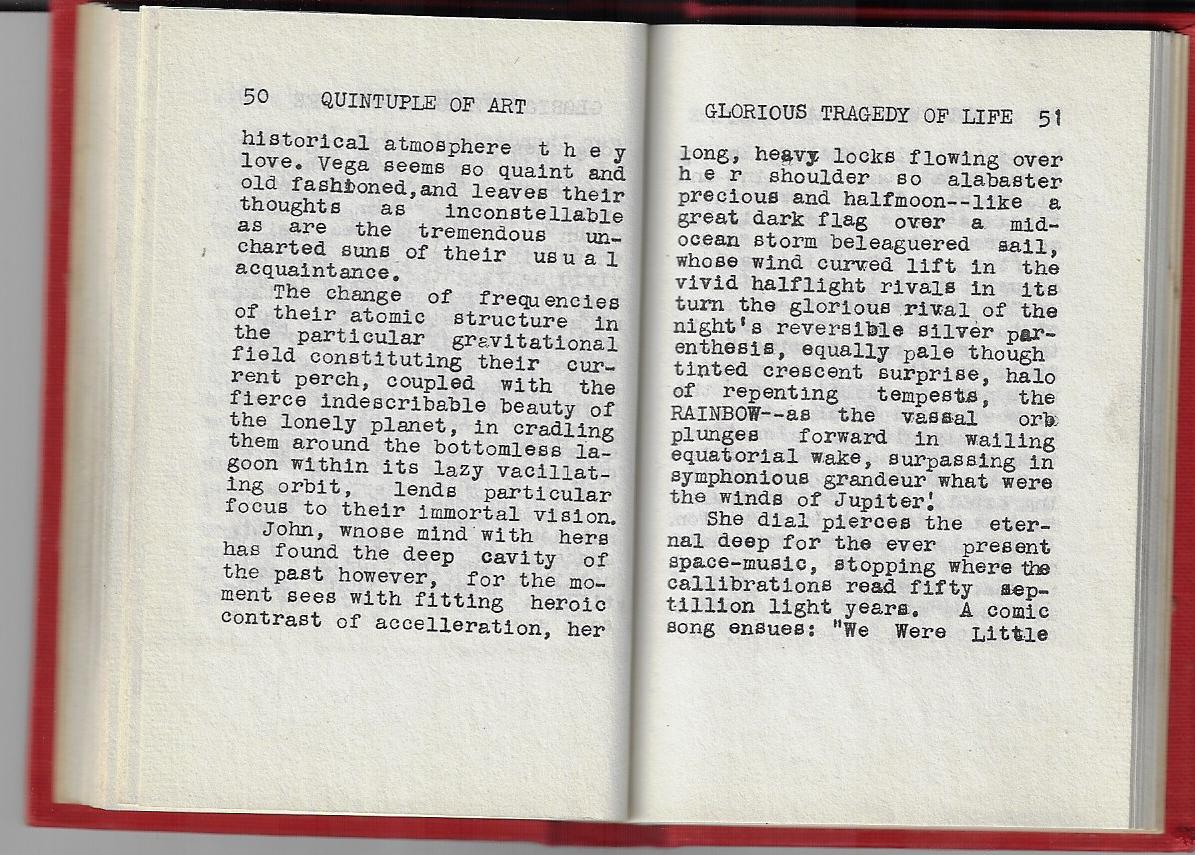 50 QUINTUPLE OF ART
historical atmosphere t h e y
love. Vega seems so quaint and
old fashioned,and leaves their
thoughts as inconstellable
as are the tremendous un-
charted suns of their usual
acquaintance.
The change of frequencies
of their atomic structure in
the particular gravitational
field constituting their cur-
rent perch, coupled with the
fierce indescribable beauty of
the lonely planet, in cradling
them around the bottomless la-
goon within its lazy vacillat-
ing orbit, lends particular
focus to their immortal vision.
John, wnose mind with hers
has found the deep cavity of
the past however, for the mo-
ment sees with fitting heroic
contrast of accelleration, her
GLORIOUS TRAGEDY OF LIFE 51
long, heavy locks flowing over
h e r shoulder so alabaster
precious and halfmoon--like a
great dark flag over a mid-
ocean storm beleaguered sail,
whose wind curved lift in the
vivid halflight rivals in its
turn the glorious rival of the
night's reversible silver par-
enthesis, equally pale though
tinted crescent surprise, halo
of repenting tempests, the
RAINBOW--as the vassal orb
plunges forward in wailing
equatorial wake, surpassing in
symphonious grandeur what were
the winds of Jupiter!
She dial pierces the eter-
nal deep for the ever present
space-music, stopping where the
callibrations read fifty sep-
tillion light years. A comic
song ensues: "We Were Little